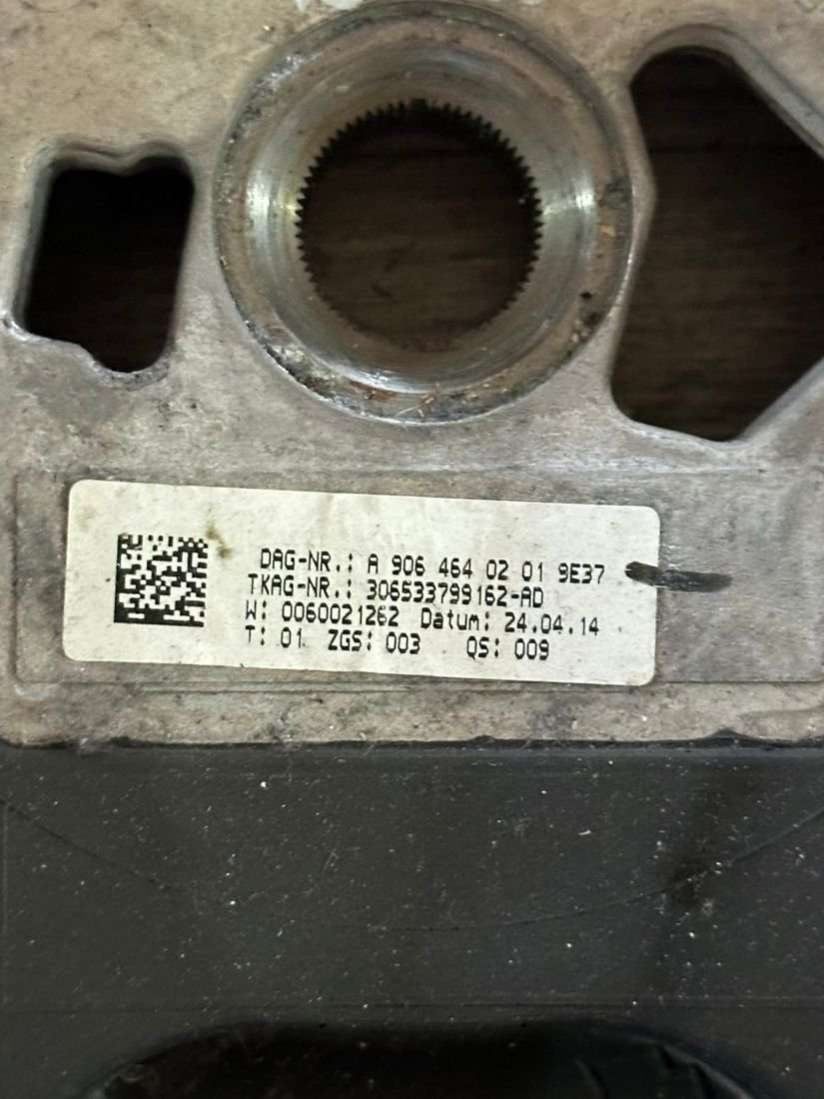 DAG-NR.: A 906 464 02 01 9E37
TKAG-NR.: 306533799162-AD
W: 0060021262 Datum: 24.04.14
T: 01 ZGS: 003 QS: 009